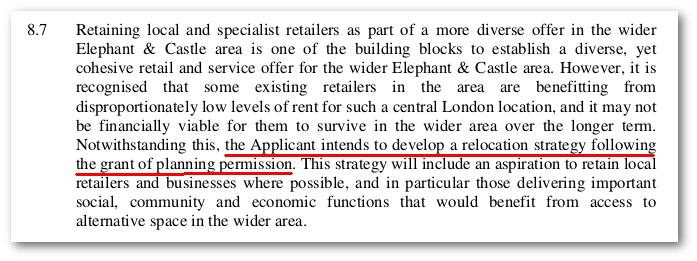 8.7 Retaining local and specialist retailers as part of a more diverse offer in the wider
Elephant & Castle area is one of the building blocks to establish a diverse, yet
cohesive retail and service offer for the wider Elephant & Castle area. However, it is
recognised that some existing retailers in the area are benefitting from
disproportionately low levels of rent for such a central London location, and it may not
be financially viable for them to survive in the wider area over the longer term.
Notwithstanding this, the Applicant intends to develop a relocation strategy following
the grant of planning permission. This strategy will include an aspiration to retain local
retailers and businesses where possible, and in particular those delivering important
social, community and economic functions that would benefit from access to
alternative space in the wider area.